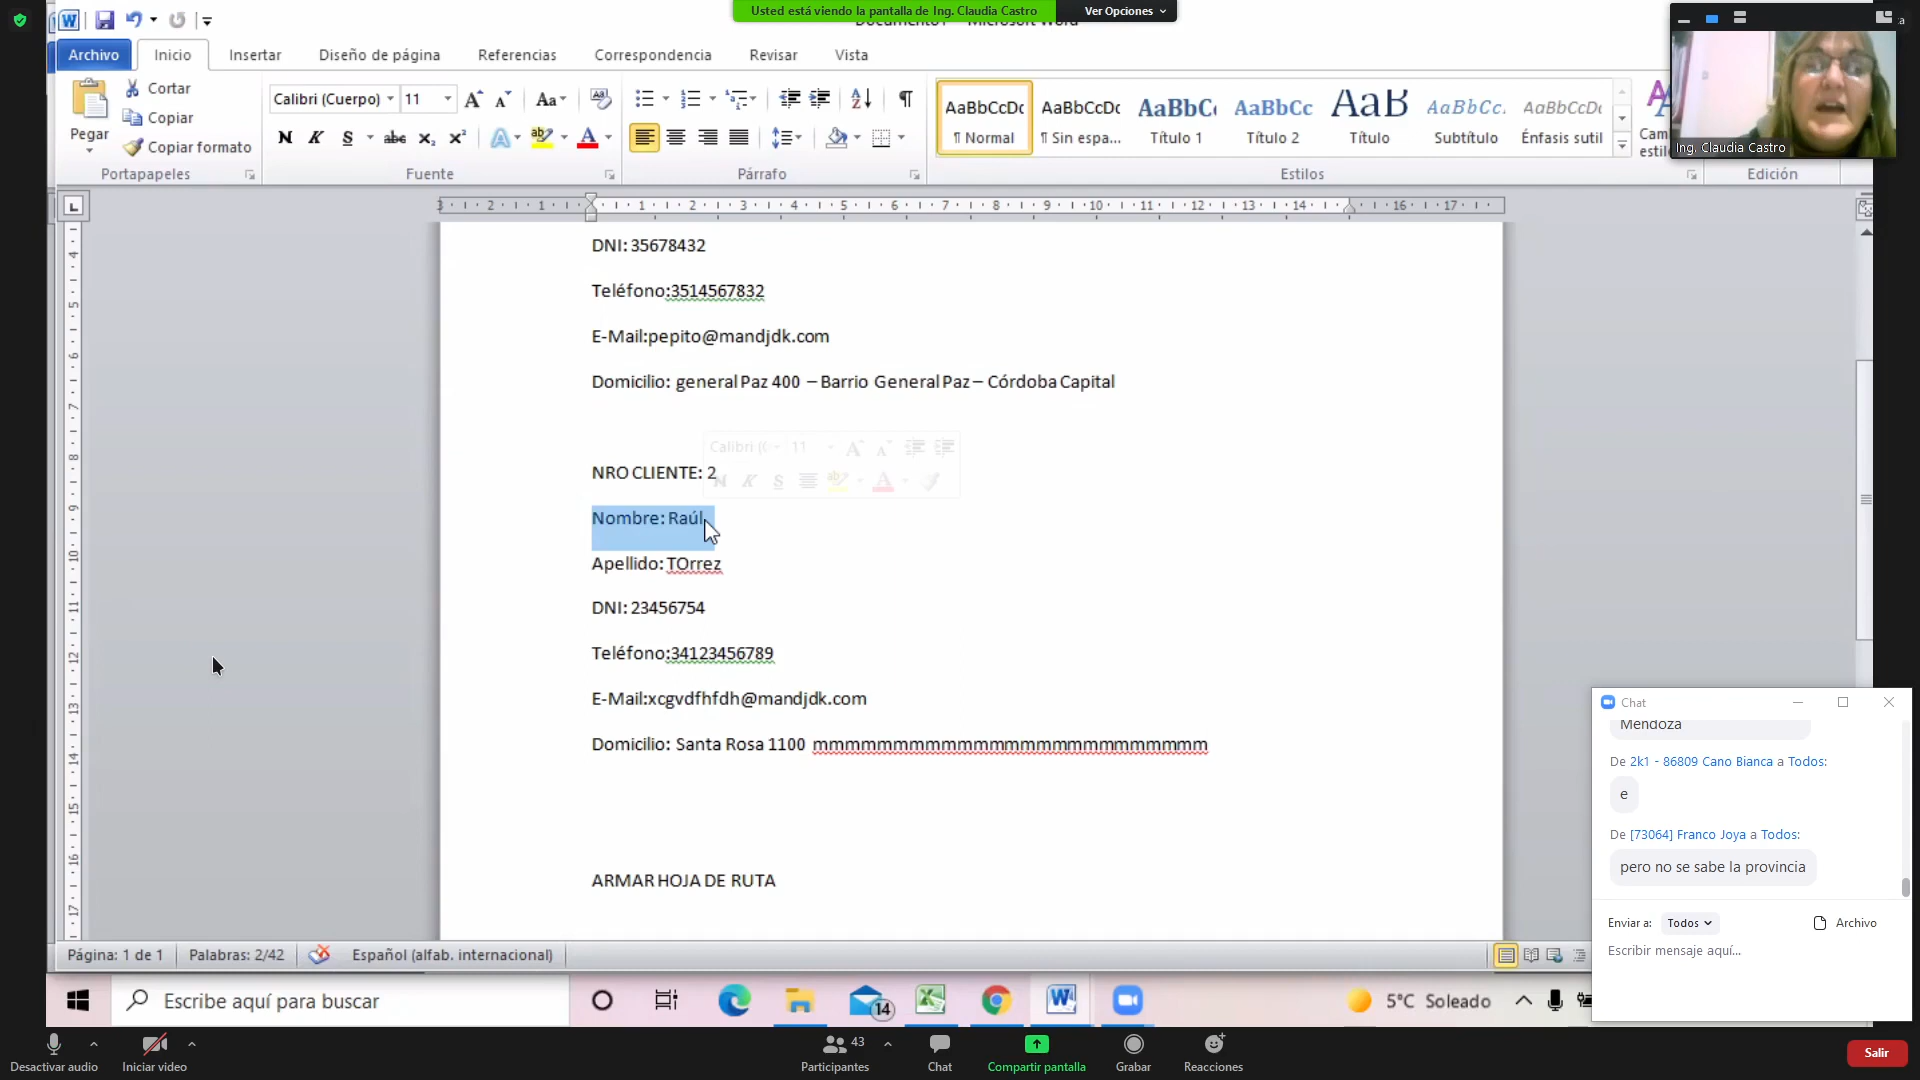 Usted está viendo la pantalla de Ing. Claudia Castro
Ver Opciones
Archivo
Inicio
Insertar
Diseño de página
Referencias
Correspondencia
Revisar
Vista
Pegar
Cortar
Copiar
Copiar formato
Portapapeles
Calibri (Cuerpo)
11
Fuente
Párrafo
AaBbCcDc
¶ Normal
AaBbCcDc
¶ Sin espa...
AaBbC
Título 1
AaBbCc
Título 2
AaB
Título
AaBbCc.
Subtítulo
AaBbCcDc
Énfasis sutil
Estilos
Edición
Ing. Claudia Castro
DNI: 35678432
Teléfono:3514567832
E-Mail:pepito@mandjdk.com
Domicilio: general Paz 400 – Barrio General Paz – Córdoba Capital
NRO CLIENTE: 2
Nombre: Raúl
Apellido: TOrrez
DNI: 23456754
Teléfono:34123456789
E-Mail:xcgvdfhfdh@mandjdk.com
Domicilio: Santa Rosa 1100 mmmmmmmmmmmmmmmmmmmmmmmmm
ARMAR HOJA DE RUTA
Página: 1 de 1
Palabras: 2/42
Español (alfab. internacional)
Chat
Mendoza
De 2k1 - 86809 Cano Bianca a Todos:
e
De [73064] Franco Joya a Todos:
pero no se sabe la provincia
Enviar a: Todos
Archivo
Escribir mensaje aquí...
Escribe aquí para buscar
14
5°C Soleado
Desactivar audio
Iniciar video
43
Participantes
Chat
Compartir pantalla
Grabar
Reacciones
Salir